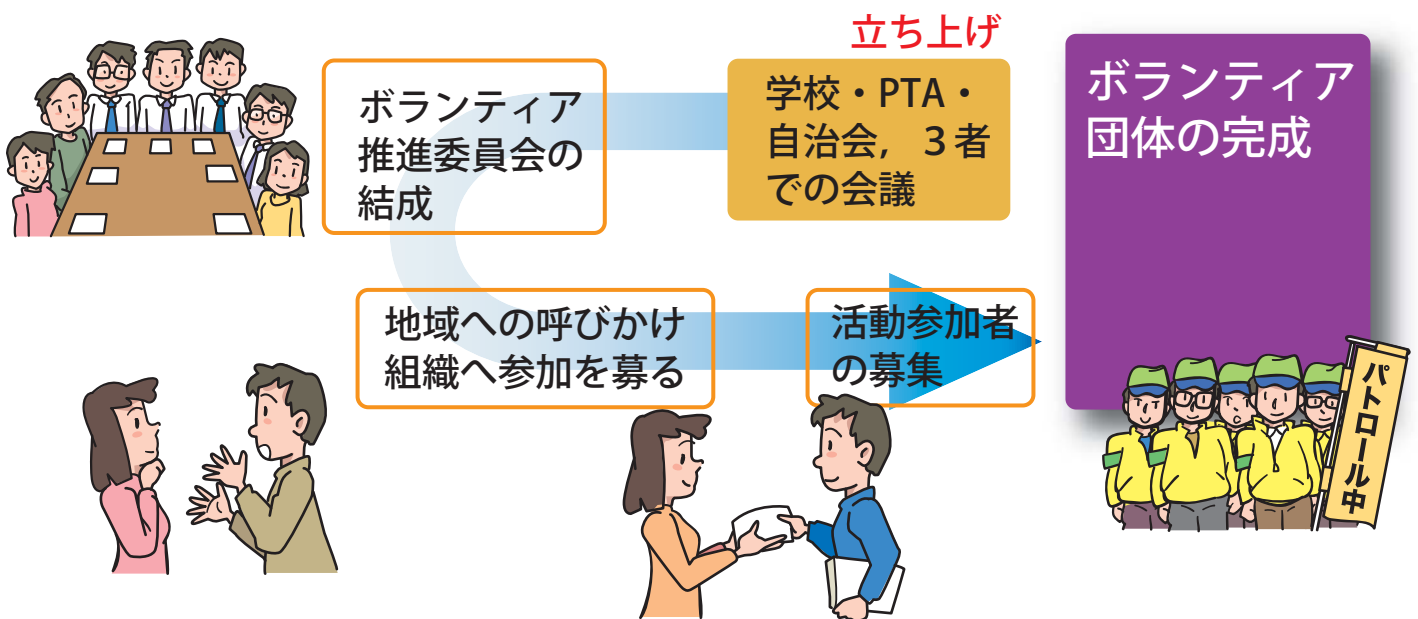 立ち上げ
学校・PTA・
自治会，３者
での会議
ボランティア
推進委員会の
結成
地域への呼びかけ
組織へ参加を募る
活動参加者
の募集
ボランティア
団体の完成
パトロール中